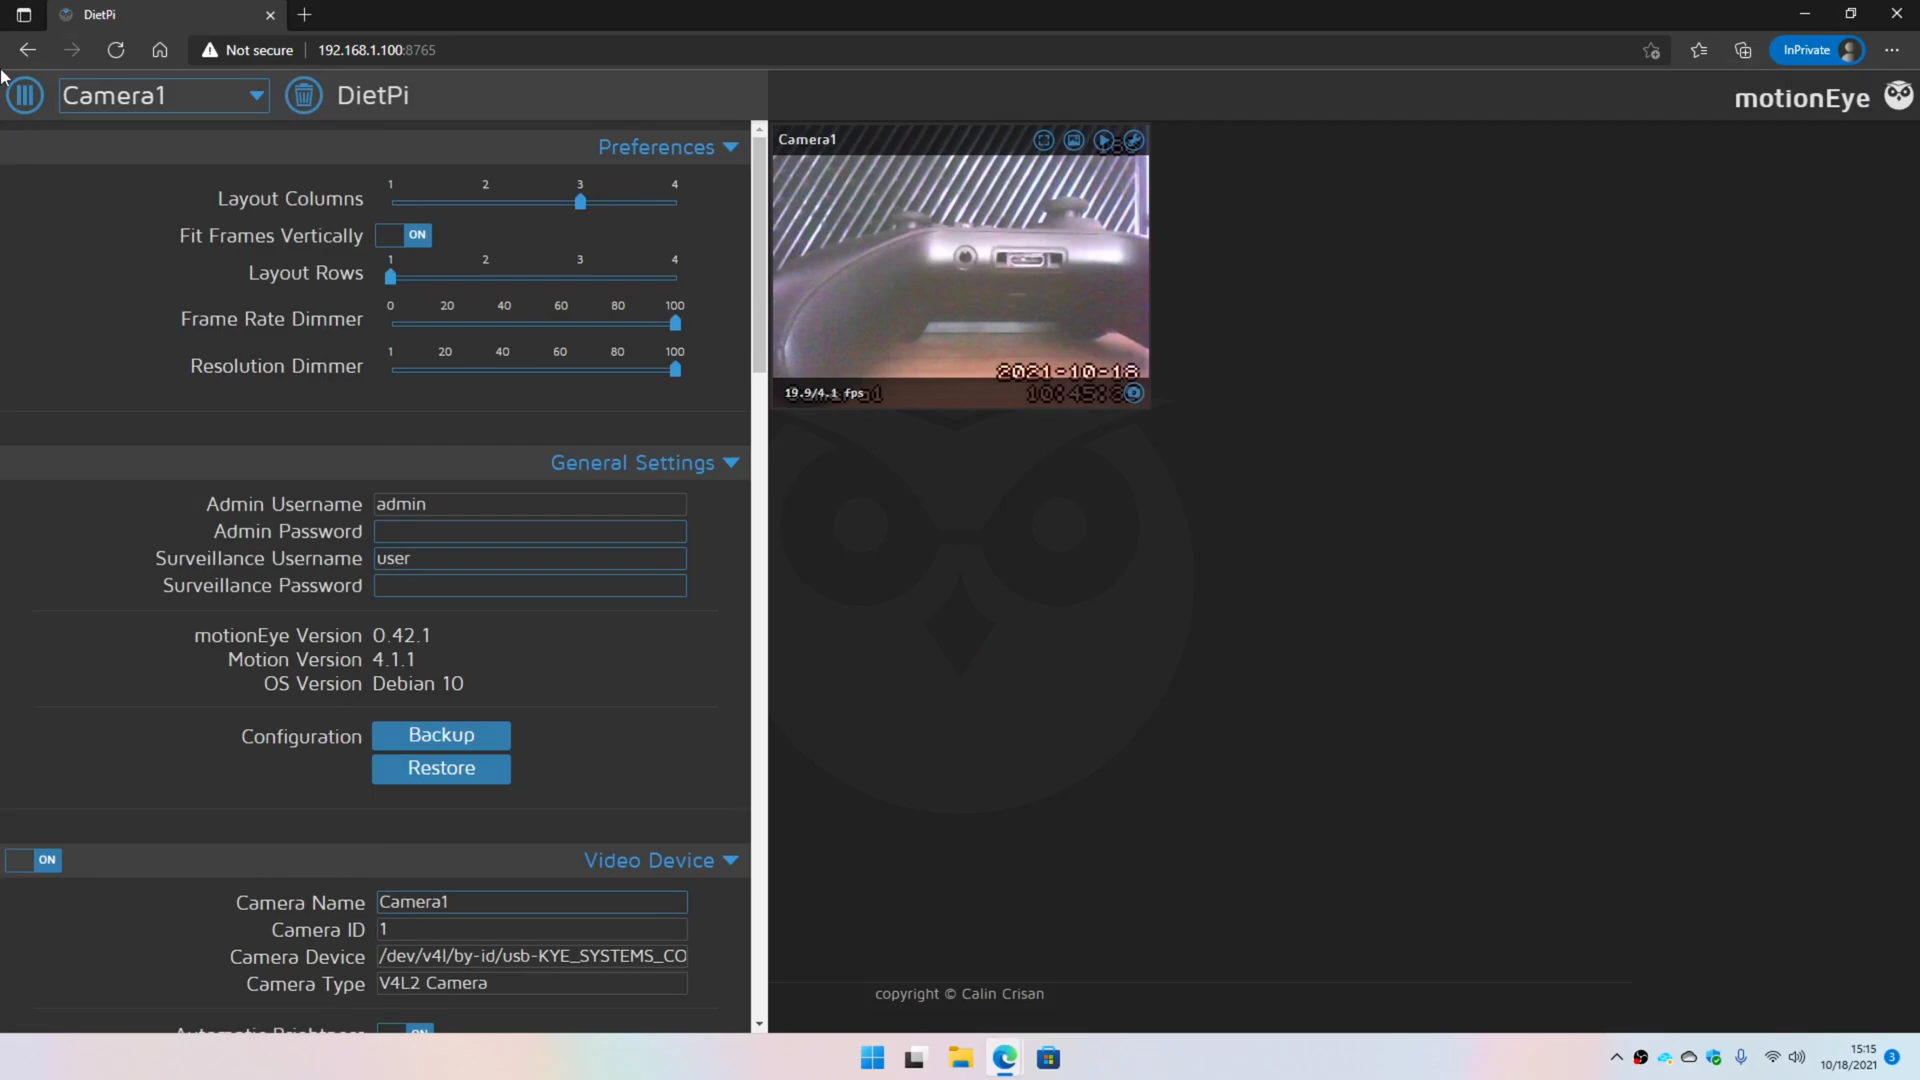 DietPi
Not secure 192.168.1.100:8765
InPrivate
Camera1 DietPi
motionEye
Preferences
Layout Columns 1 2 3 4
Fit Frames Vertically ON
Layout Rows 1 2 3 4
Frame Rate Dimmer 0 20 40 60 80 100
Resolution Dimmer 1 20 40 60 80 100
General Settings
Admin Username admin
Admin Password
Surveillance Username user
Surveillance Password
motionEye Version 0.42.1
Motion Version 4.1.1
OS Version Debian 10
Configuration Backup
Restore
ON Video Device
Camera Name Camera1
Camera ID 1
Camera Device /dev/v4l/by-id/usb-KYE_SYSTEMS_CO
Camera Type V4L2 Camera
Automatic Brightness ON
Camera1
2021-10-18
19.9/4.1 fps
copyright © Calin Crisan
15:15
10/18/2021
3